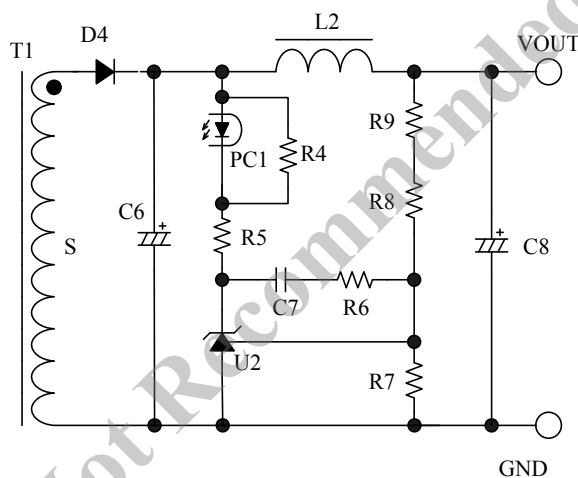 L2
T1
D4
VOUT
R9
PC1
R4
R8
C6
R5
S
C8
C7
R6
U2
R7
GND
Not Recommended